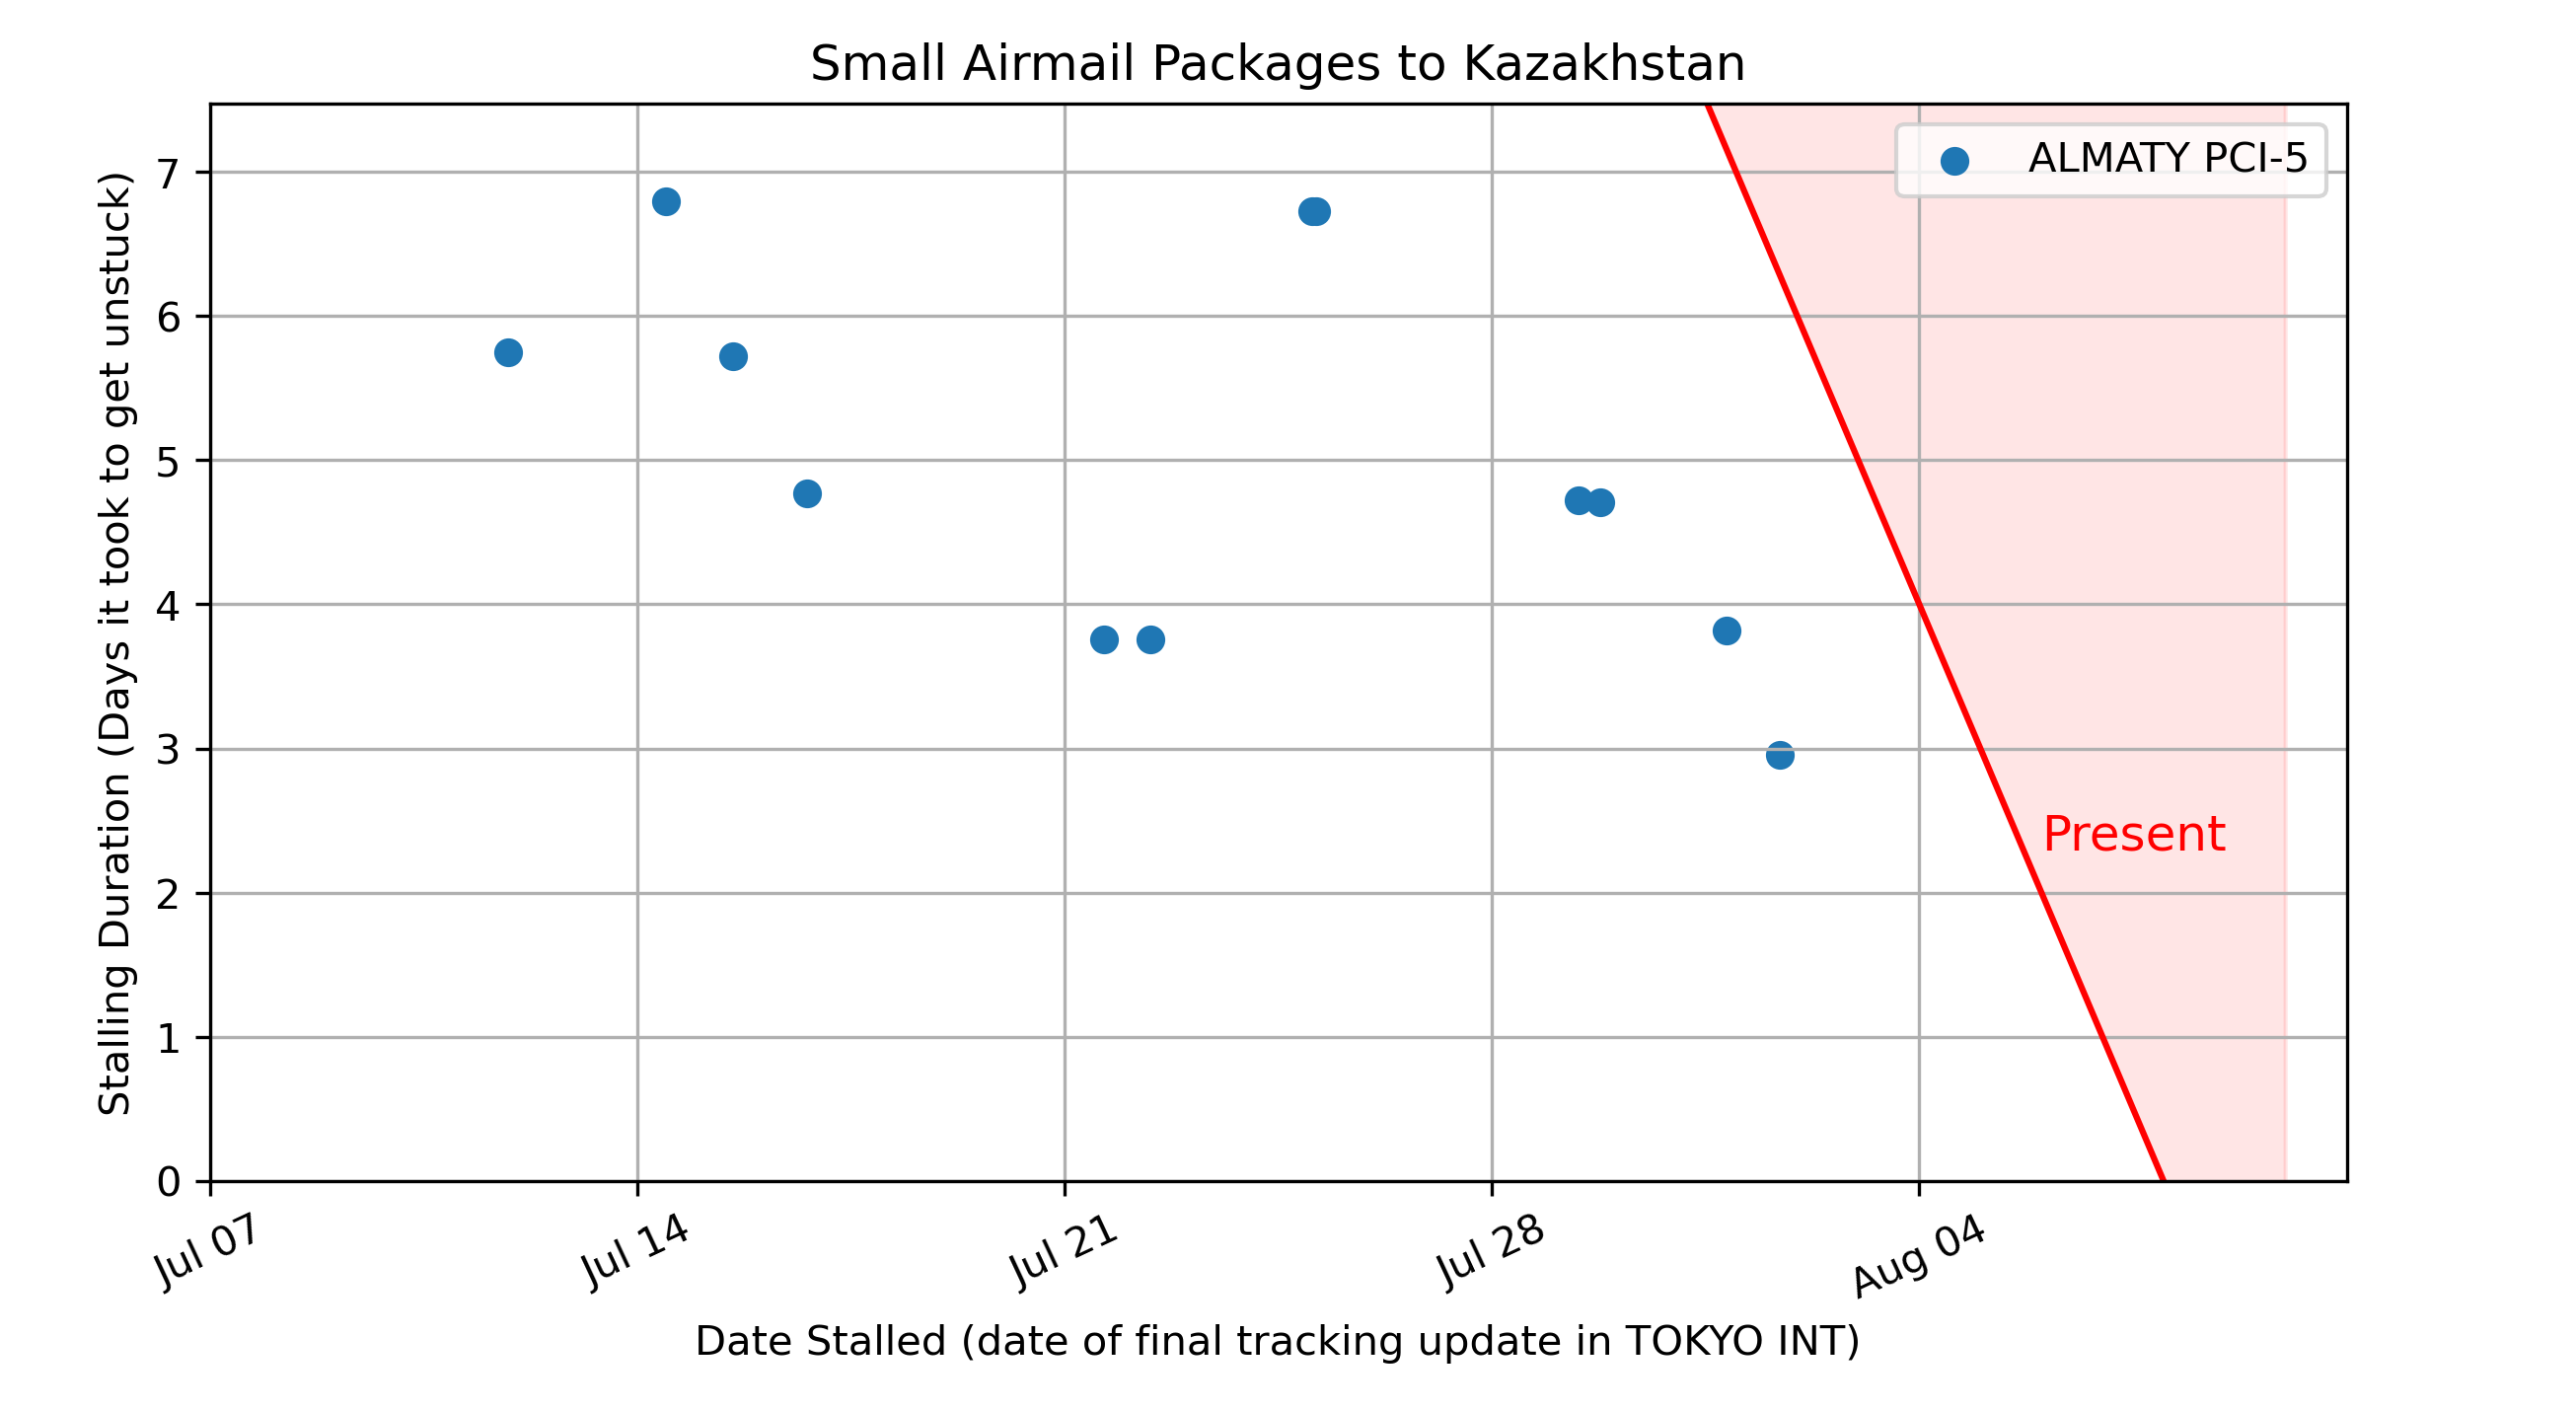 Small Airmail Packages to Kazakhstan
ALMATY PCI-5
Stalling Duration (Days it took to get unstuck)
7
6
5
4
3
2
1
0
Present
Jul 07
Jul 14
Jul 21
Jul 28
Aug 04
Date Stalled (date of final tracking update in TOKYO INT)